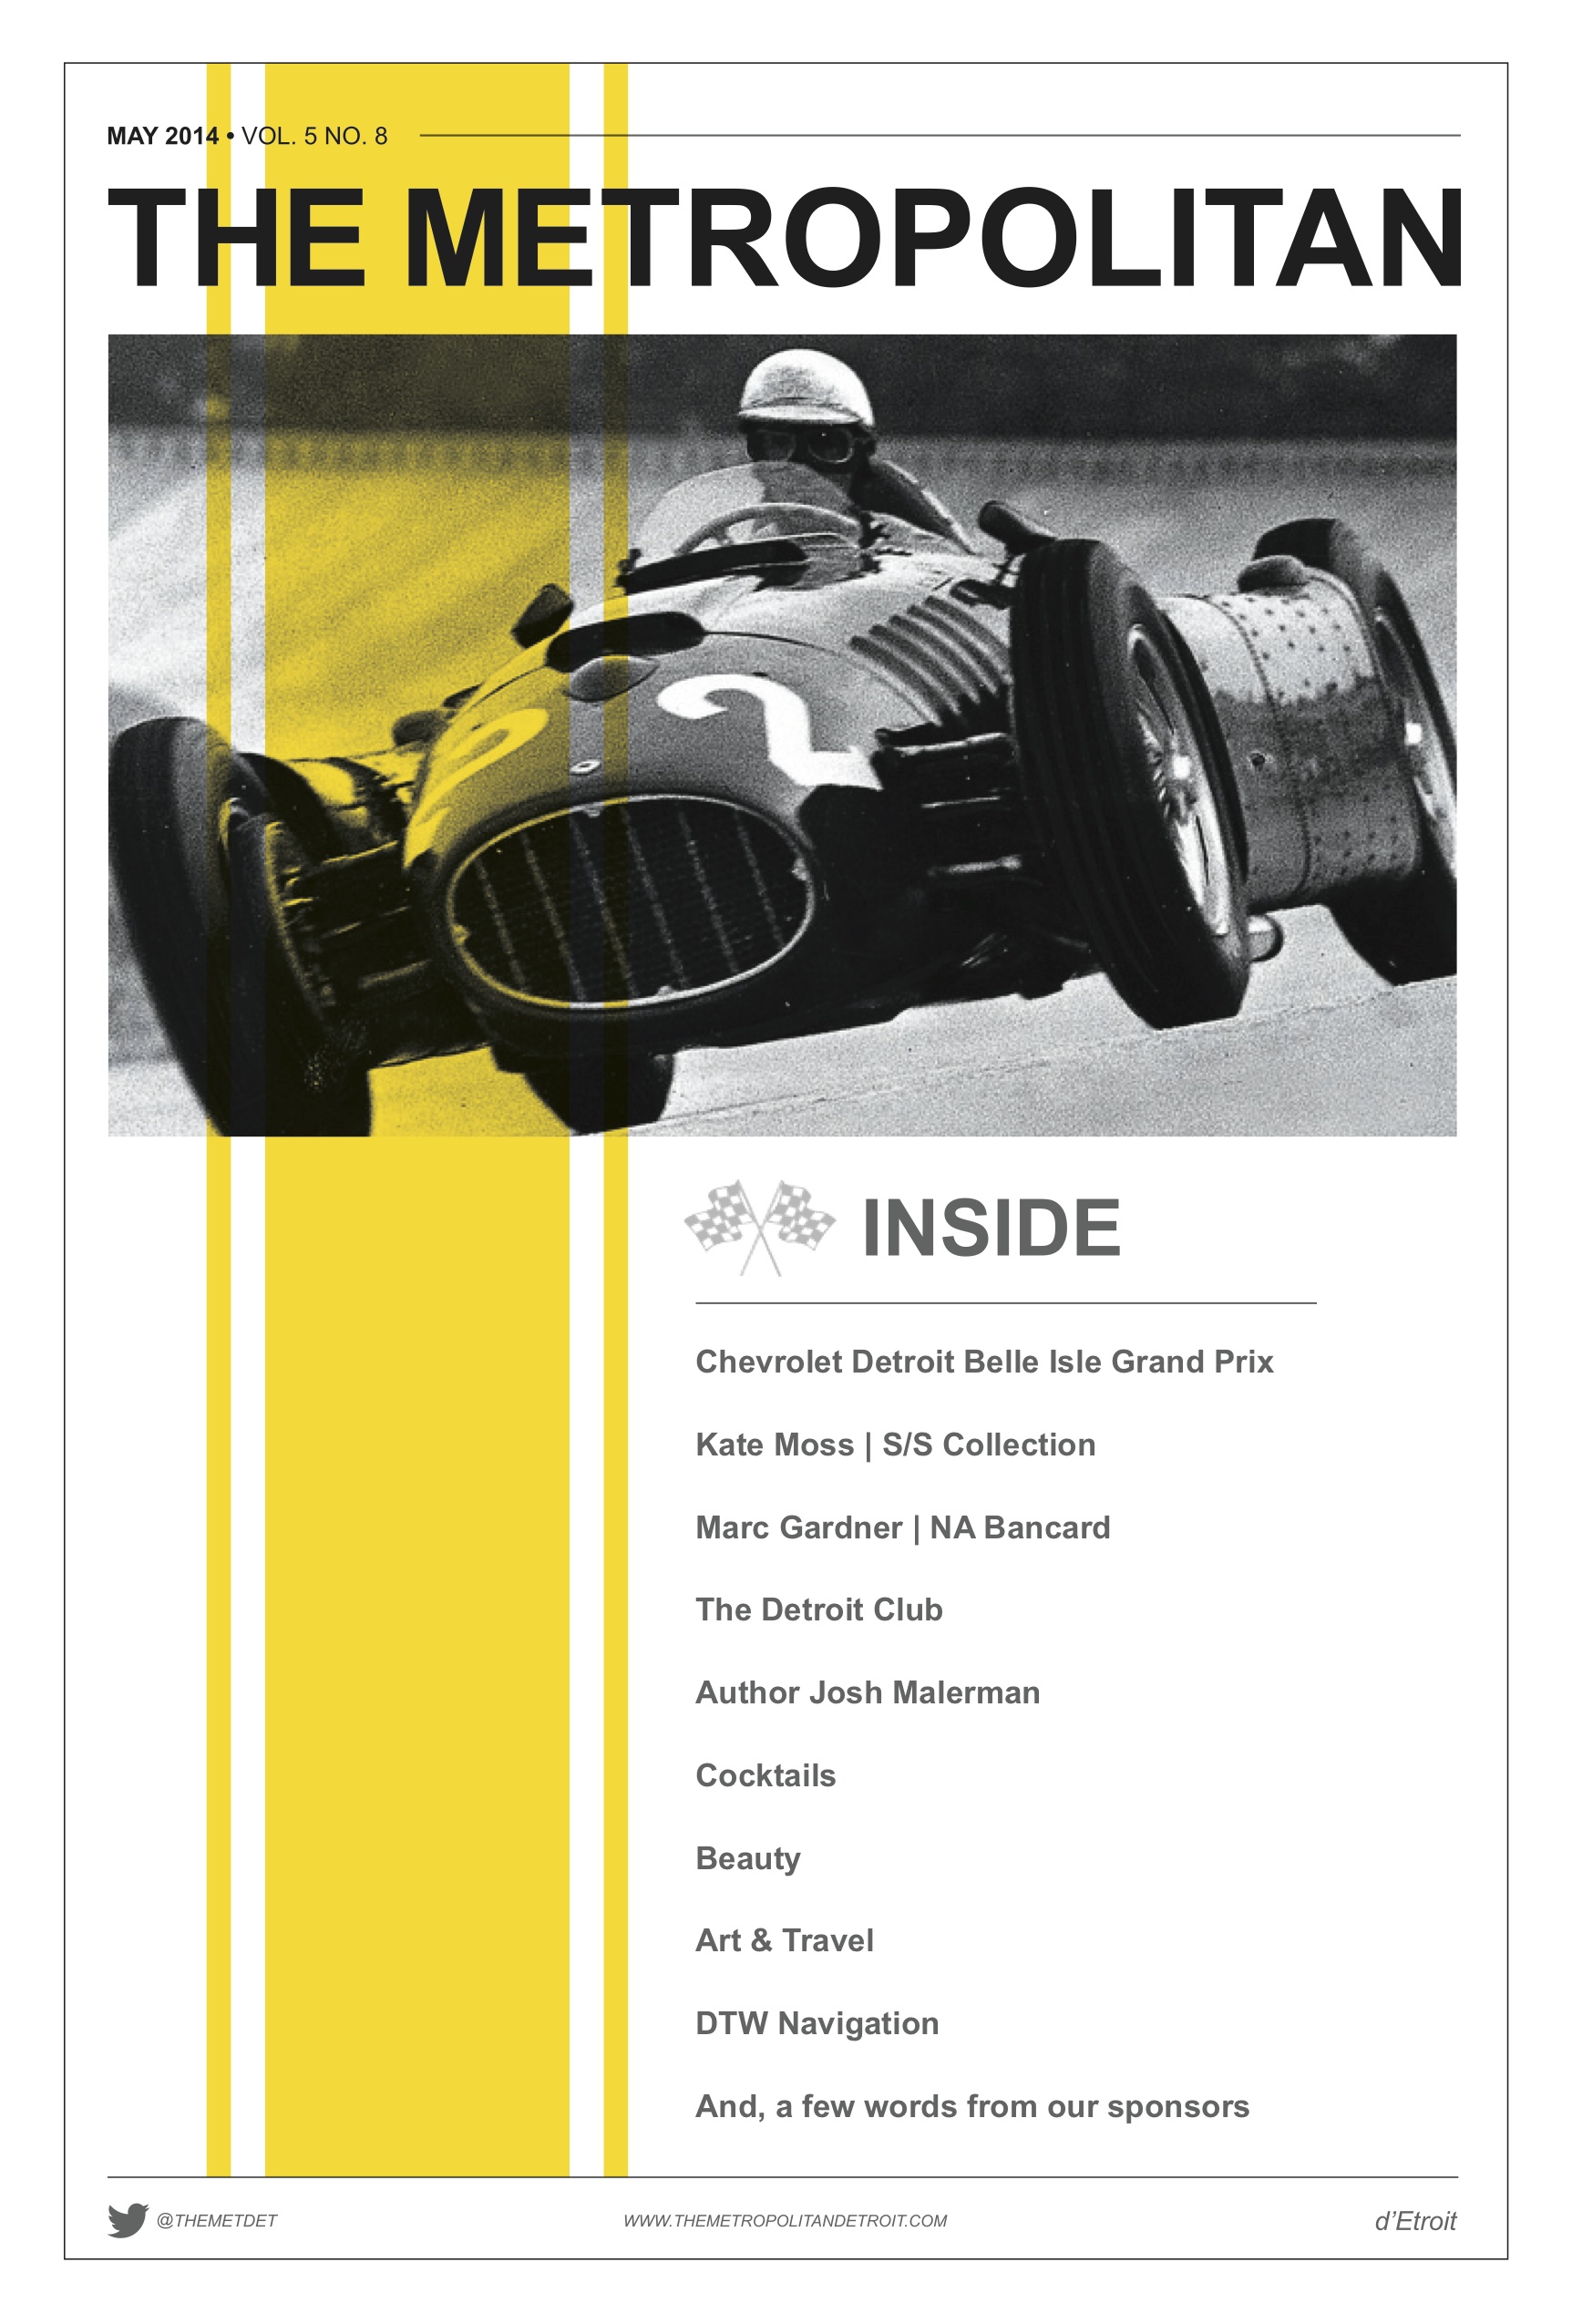 MAY 2014 • VOL. 5 NO. 8
THE METROPOLITAN
2
INSIDE
Chevrolet Detroit Belle Isle Grand Prix
Kate Moss | S/S Collection
Marc Gardner | NA Bancard
The Detroit Club
Author Josh Malerman
Cocktails
Beauty
Art & Travel
DTW Navigation
And, a few words from our sponsors
@THEMETDET
WWW.THEMETROPOLITANDETROIT.COM
d’Etroit